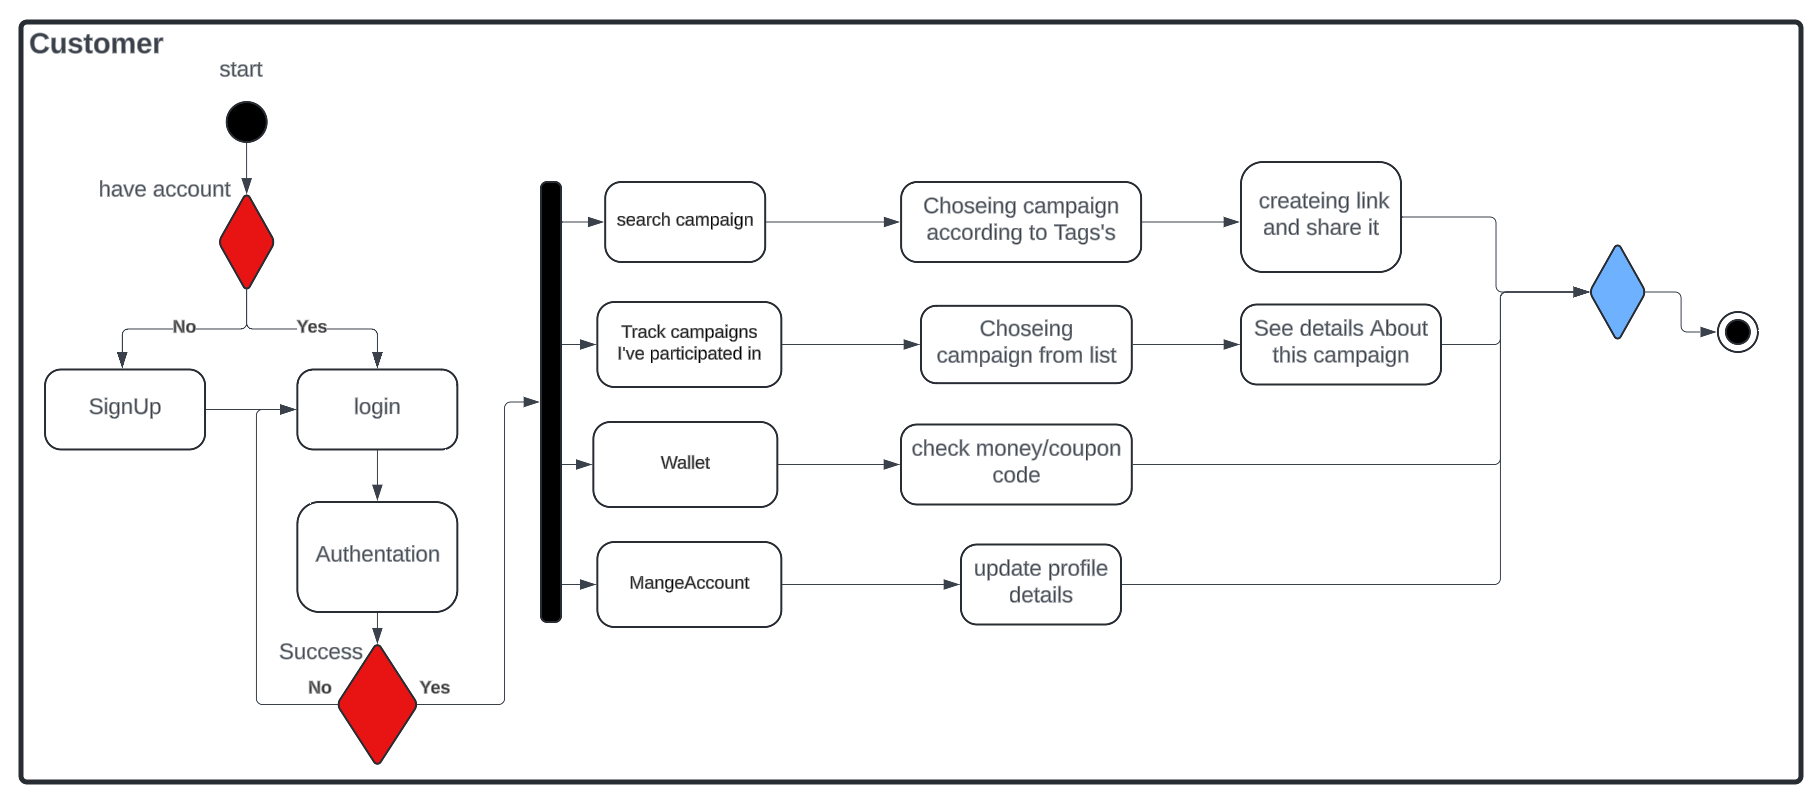 Customer
start
have account
No
Yes
SignUp
login
Authentation
Success
No
Yes
search campaign
Choseing campaign
according to Tags's
createing link
and share it
Track campaigns
I've participated in
Choseing
campaign from list
See details About
this campaign
Wallet
check money/coupon
code
MangeAccount
update profile
details